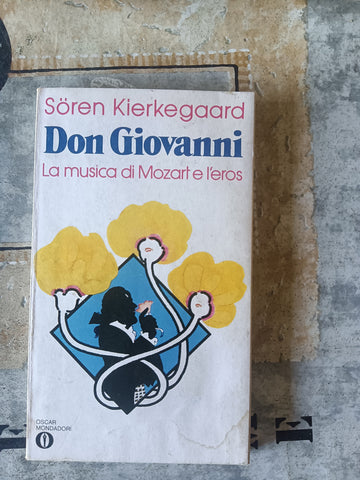 Sören Kierkegaard
Don Giovanni
La musica di Mozart e l'eros
OSCAR
MONDADORI